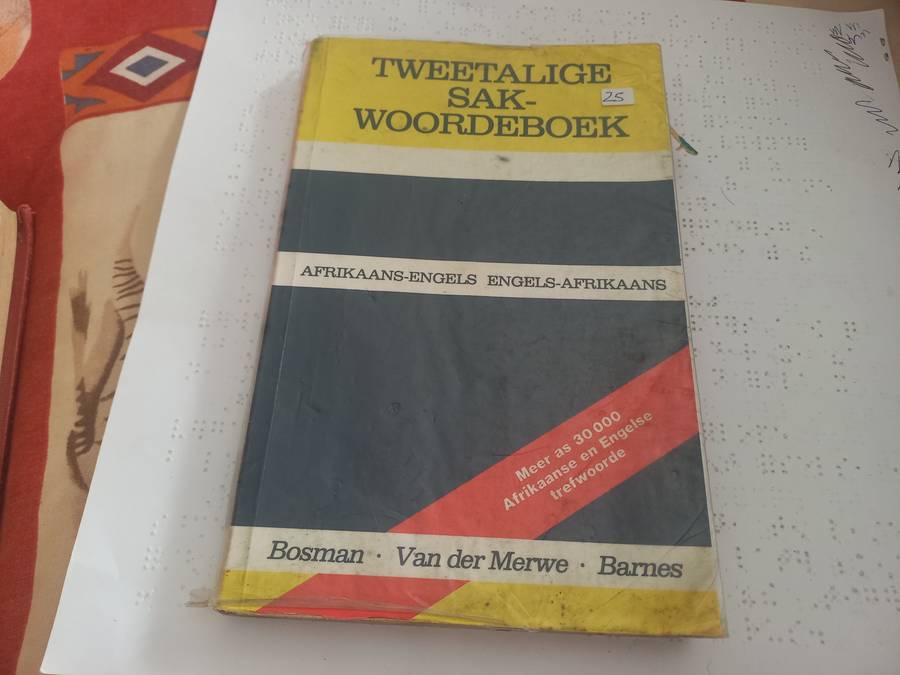 TWEETALIGE
SAK-
WOORDEBOEK
25
AFRIKAANS-ENGELS ENGELS-AFRIKAANS
Meer as 30 000
Afrikaanse en Engelse
trefwoorde
Bosman · Van der Merwe · Barnes